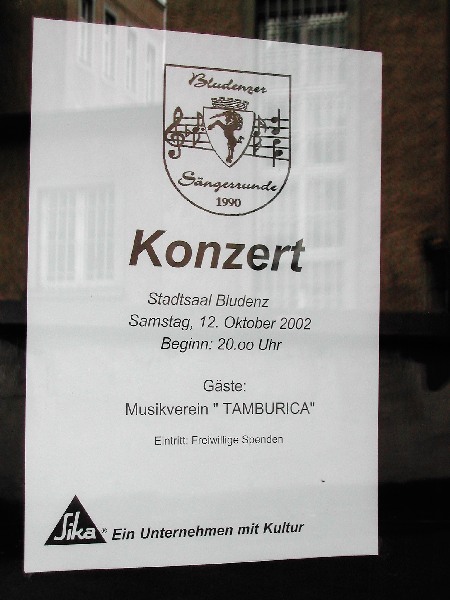 Bludenzer
Sängerrunde
1990
Konzert
Stadtsaal Bludenz
Samstag, 12. Oktober 2002
Beginn: 20.oo Uhr
Gäste:
Musikverein " TAMBURICA"
Eintritt: Freiwillige Spenden
Sika® Ein Unternehmen mit Kultur